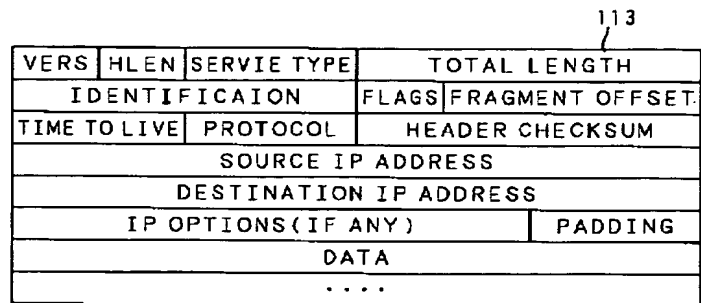 113
VERS HLEN SERVIE TYPE TOTAL LENGTH
IDENTIFICAION FLAGS FRAGMENT OFFSET
TIME TO LIVE PROTOCOL HEADER CHECKSUM
SOURCE IP ADDRESS
DESTINATION IP ADDRESS
IP OPTIONS(IF ANY) PADDING
DATA
....